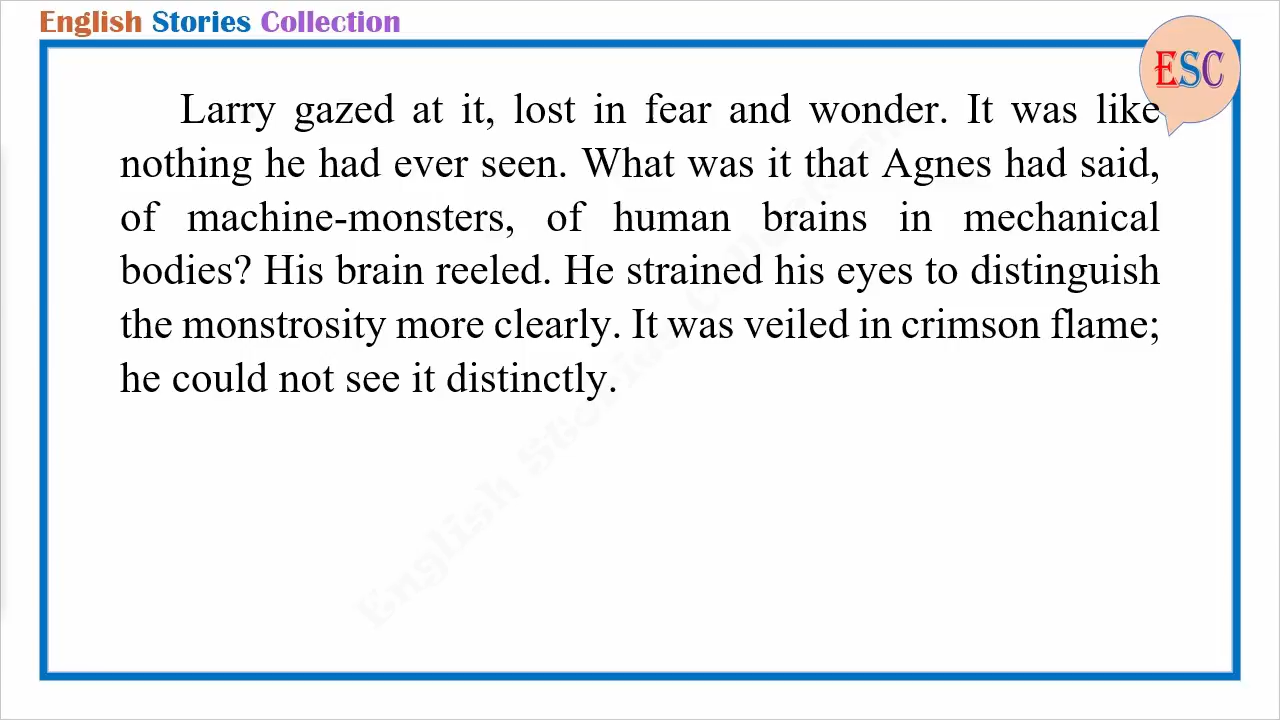 English Stories Collection
ESC
Larry gazed at it, lost in fear and wonder. It was like
nothing he had ever seen. What was it that Agnes had said,
of machine-monsters, of human brains in mechanical
bodies? His brain reeled. He strained his eyes to distinguish
the monstrosity more clearly. It was veiled in crimson flame;
he could not see it distinctly.
English Stories Collection